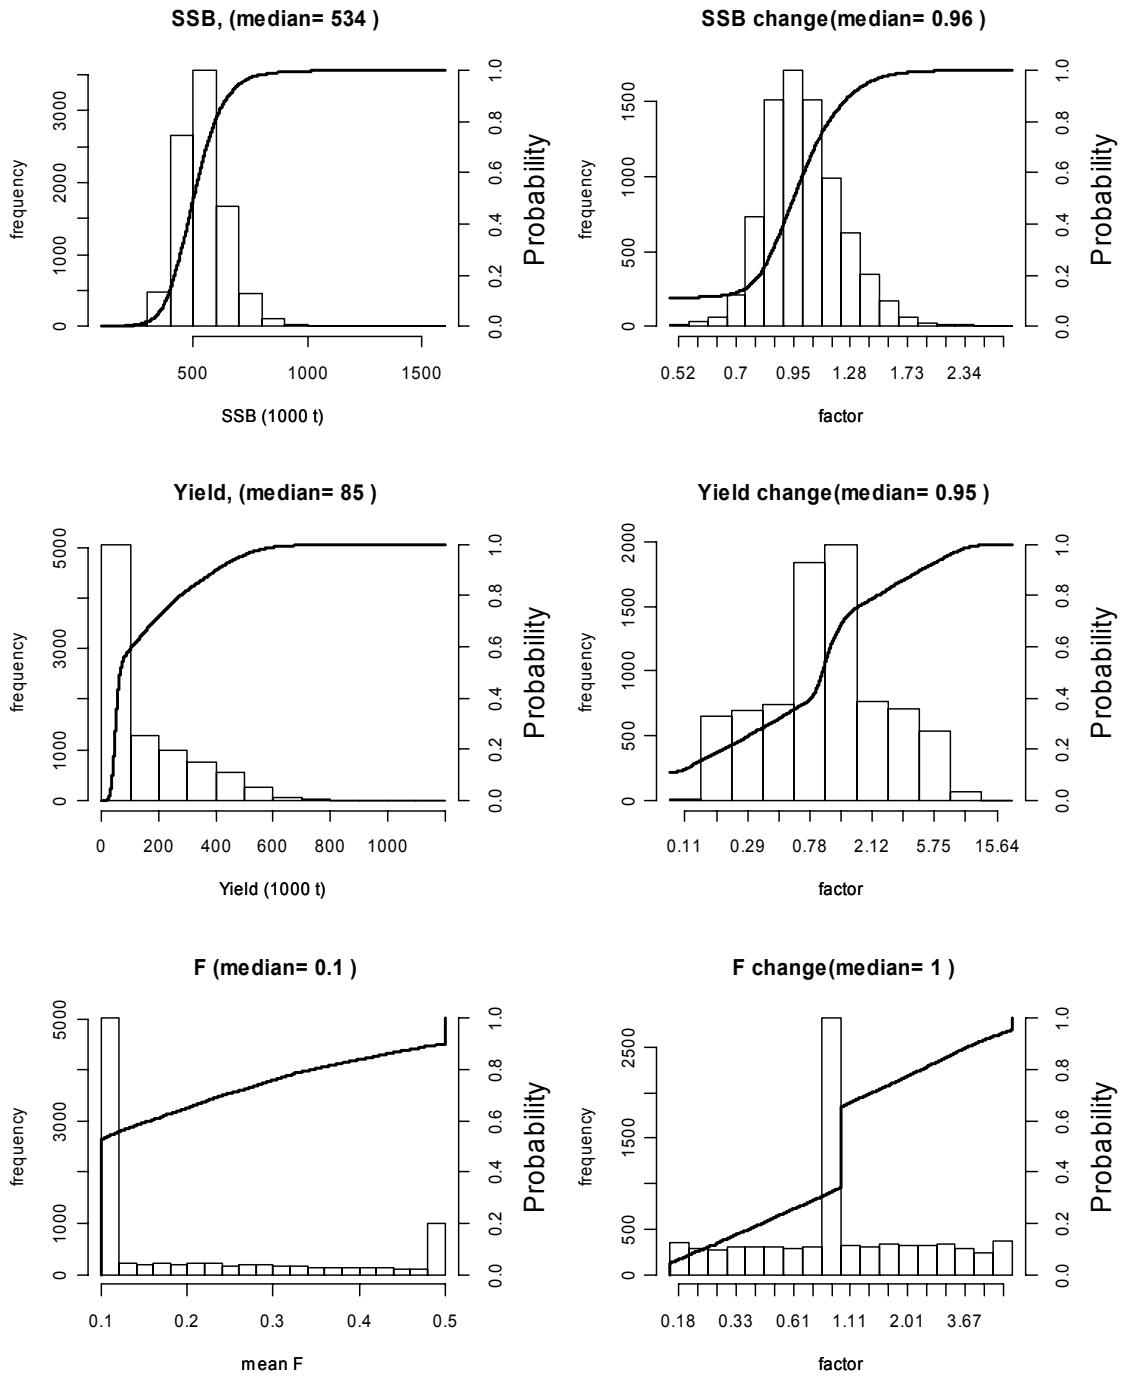 SSB, (median= 534 )
frequency
0 1000 2000 3000
0.0 0.2 0.4 0.6 0.8 1.0
Probability
500 1000 1500
SSB (1000 t)
SSB change(median= 0.96 )
frequency
0 500 1000 1500
0.0 0.2 0.4 0.6 0.8 1.0
Probability
0.52 0.7 0.95 1.28 1.73 2.34
factor
Yield, (median= 85 )
frequency
0 1000 3000 5000
0.0 0.2 0.4 0.6 0.8 1.0
Probability
0 200 400 600 800 1000
Yield (1000 t)
Yield change(median= 0.95 )
frequency
0 500 1000 1500 2000
0.0 0.2 0.4 0.6 0.8 1.0
Probability
0.11 0.29 0.78 2.12 5.75 15.64
factor
F (median= 0.1 )
frequency
0 1000 3000 5000
0.0 0.2 0.4 0.6 0.8 1.0
Probability
0.1 0.2 0.3 0.4 0.5
mean F
F change(median= 1 )
frequency
0 500 1500 2500
0.0 0.2 0.4 0.6 0.8 1.0
Probability
0.18 0.33 0.61 1.11 2.01 3.67
factor